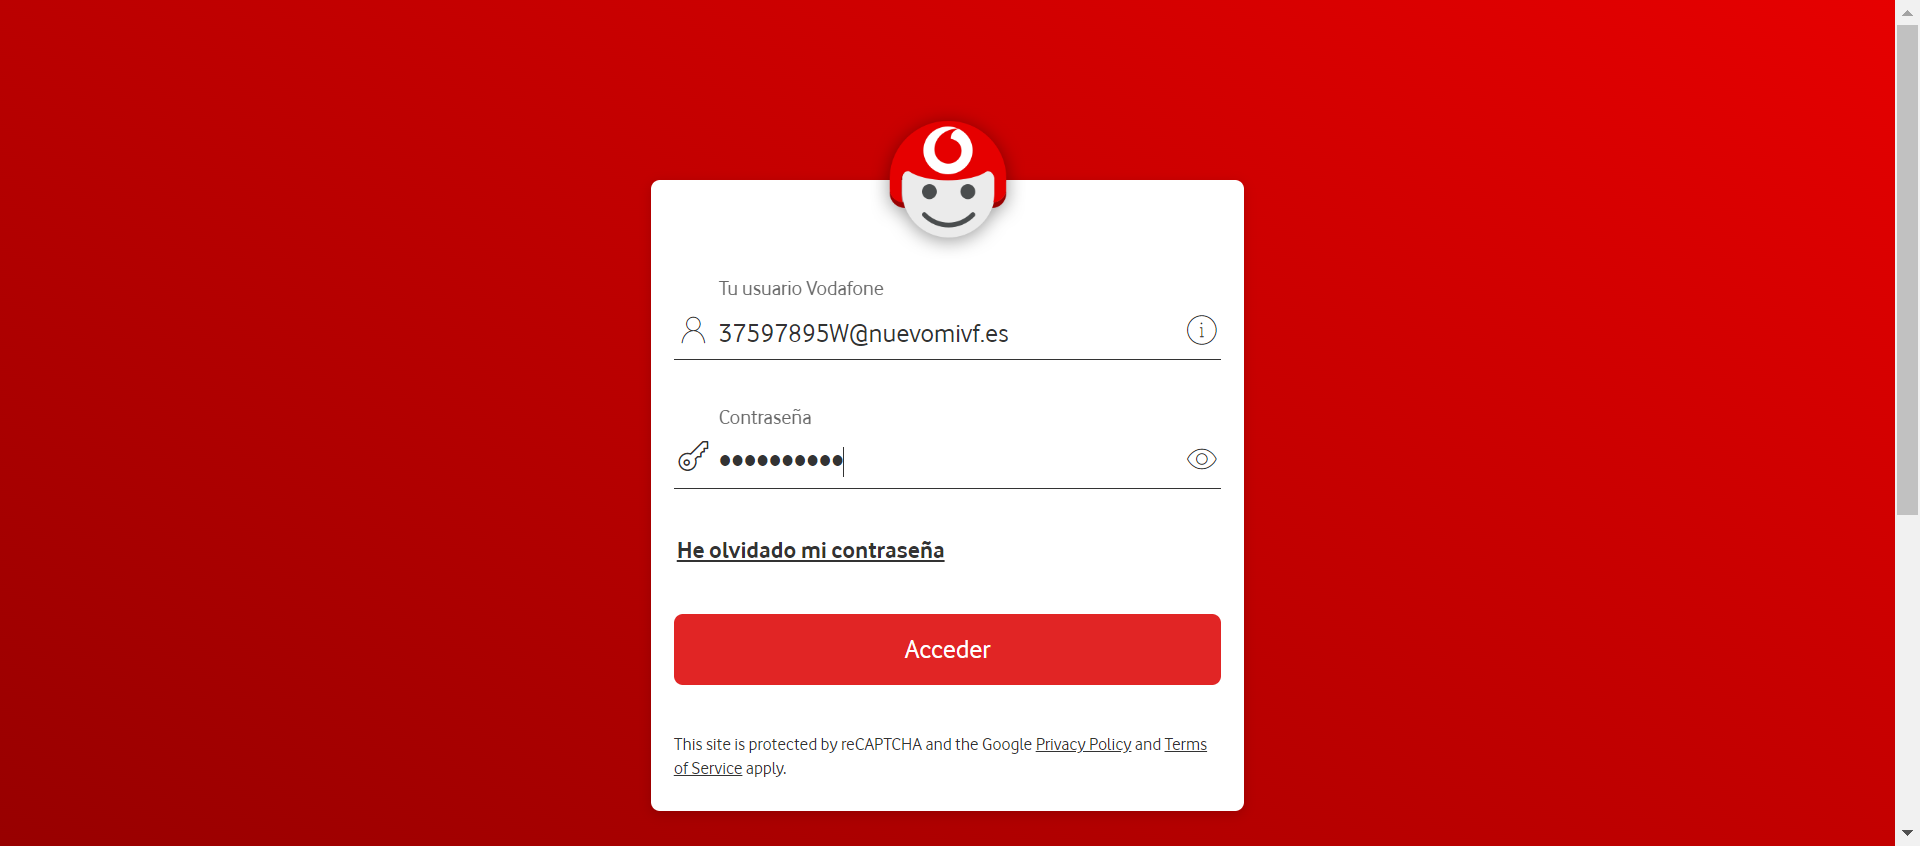 Tu usuario Vodafone
37597895W@nuevomivf.es
Contraseña
••••••••••
He olvidado mi contraseña
Acceder
This site is protected by reCAPTCHA and the Google Privacy Policy and Terms
of Service apply.